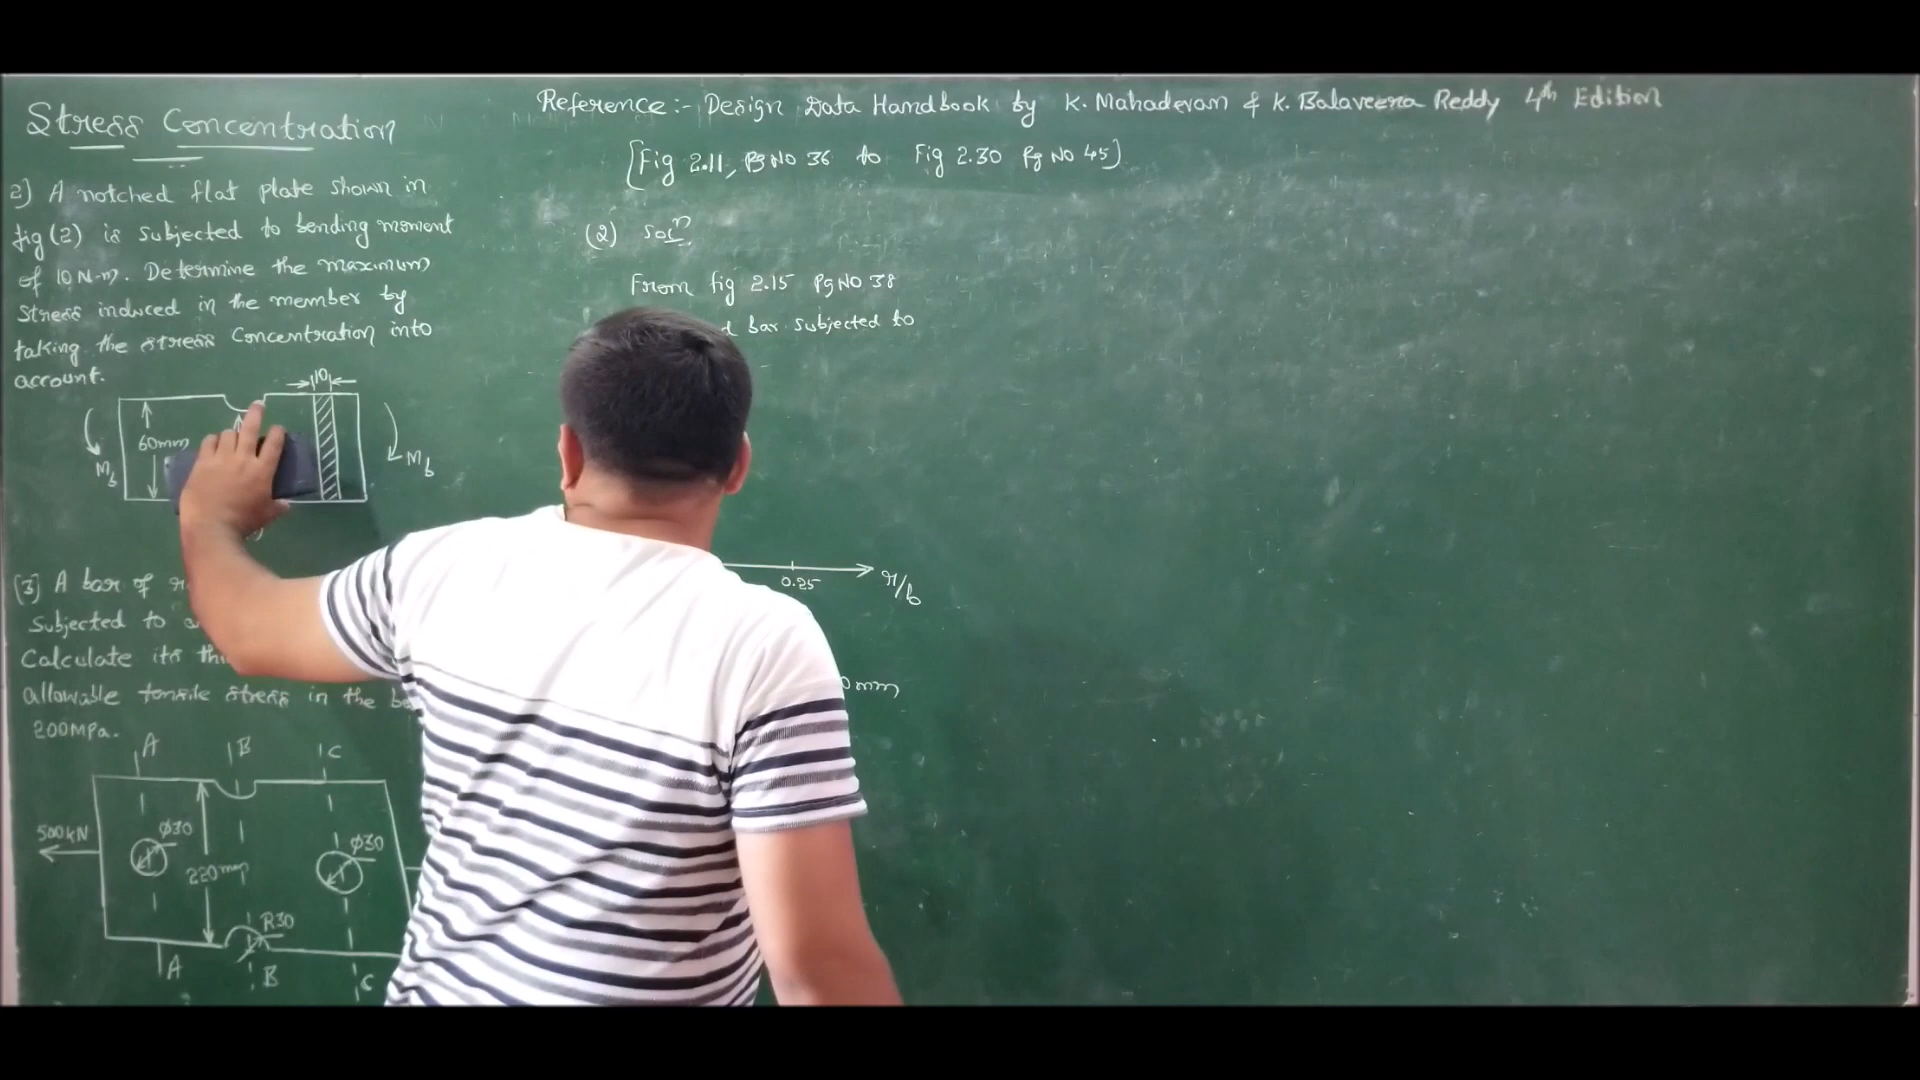 Stress Concentration
Reference:- Design Data Handbook by K. Mahadevan & K. Balaveera Reddy 4th Edition
[Fig 2.11, Pg No 36 to Fig 2.30 Pg No 45]
2) A notched flat plate shown in
fig (2) is subjected to bending moment
of 10 N-m. Determine the maximum
stress induced in the member by
taking the stress concentration into
account.
10
60mm
Mb
Mb
(3) A bar of
subjected to
Calculate its
allowable tensile stress in the
200MPa.
A B C
500kN
φ30
φ30
220mm
R30
A B C
(2) Soln
From fig 2.15 Pg No 38
bar subjected to
0.25
r/b
mm